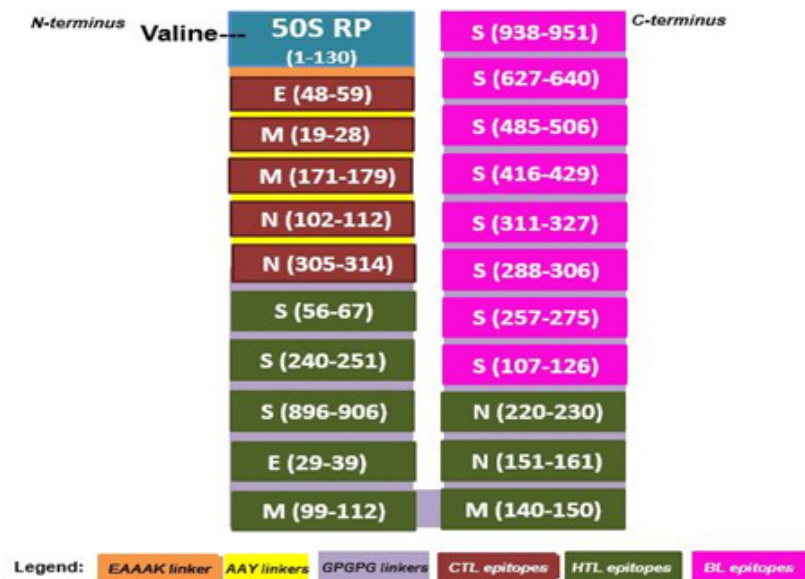 N-terminus
Valine---
50S RP
(1-130)
E (48-59)
M (19-28)
M (171-179)
N (102-112)
N (305-314)
S (56-67)
S (240-251)
S (896-906)
E (29-39)
M (99-112)
C-terminus
S (938-951)
S (627-640)
S (485-506)
S (416-429)
S (311-327)
S (288-306)
S (257-275)
S (107-126)
N (220-230)
N (151-161)
M (140-150)
Legend: EAAAK linker AAY linkers GPGPG linkers CTL epitopes HTL epitopes BL epitopes